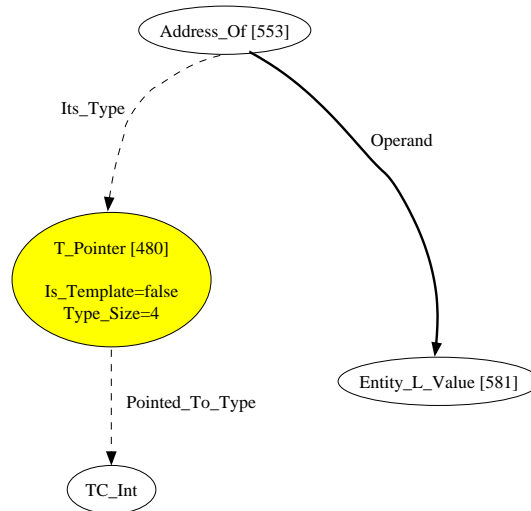 Address_Of [553]
Its_Type
Operand
T_Pointer [480]
Is_Template=false
Type_Size=4
Entity_L_Value [581]
Pointed_To_Type
TC_Int